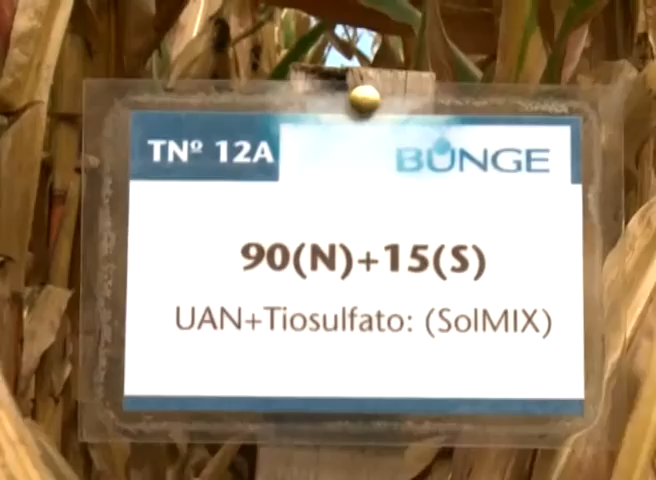 TNº 12A
BUNGE
90(N)+15(S)
UAN+Tiosulfato: (SolMIX)